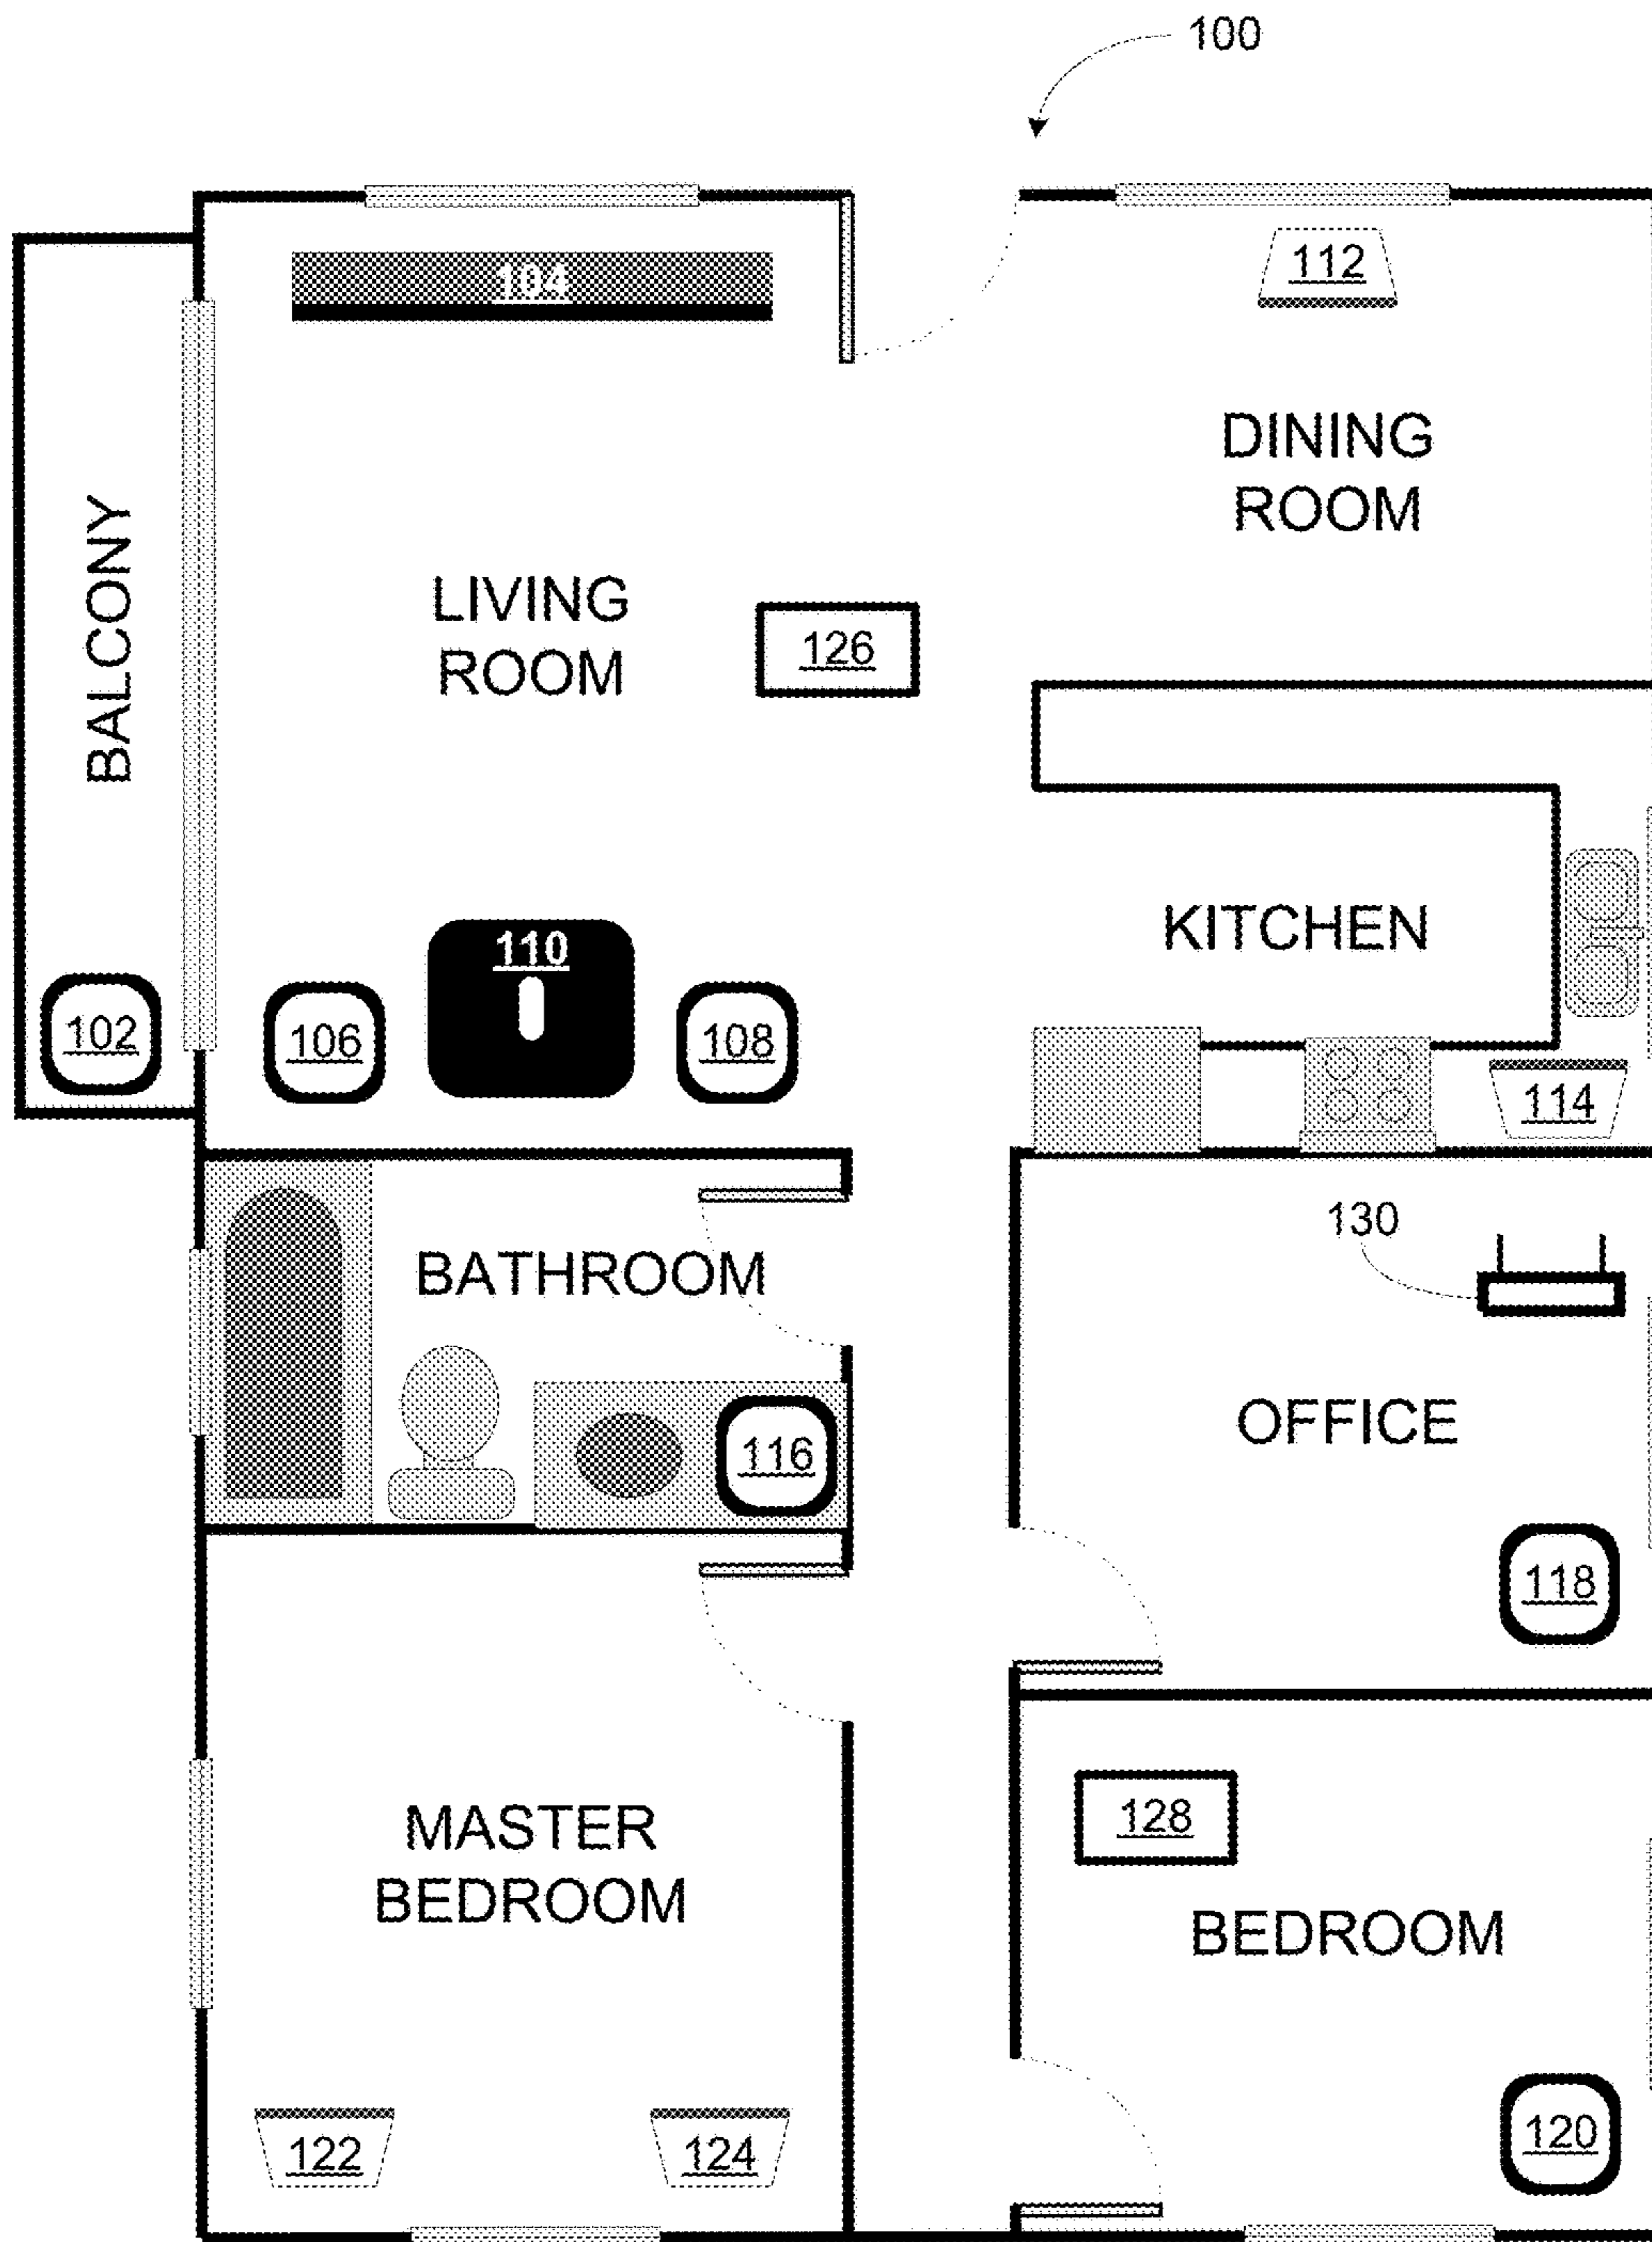 100
104
112
DINING
ROOM
BALCONY
LIVING
ROOM
126
KITCHEN
110
102
106
108
114
130
BATHROOM
OFFICE
116
118
128
MASTER
BEDROOM
BEDROOM
122
124
120